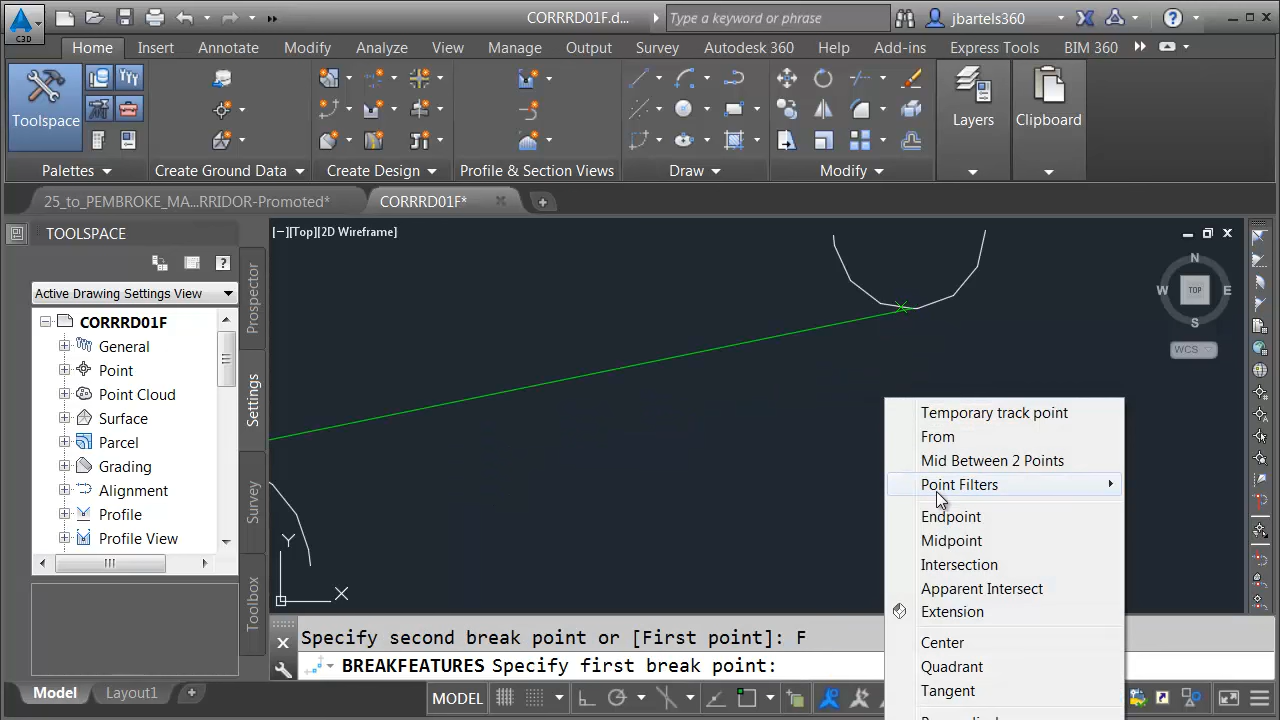 CORRRD01F.d...
Type a keyword or phrase
jbartels360
C3D
Home Insert Annotate Modify Analyze View Manage Output Survey Autodesk 360 Help Add-ins Express Tools BIM 360
Toolspace
Layers
Clipboard
Palettes
Create Ground Data
Create Design
Profile & Section Views
Draw
Modify
25_to_PEMBROKE_MA...RRIDOR-Promoted*
CORRRD01F*
TOOLSPACE
[−][Top][2D Wireframe]
Active Drawing Settings View
CORRRD01F
General
Point
Point Cloud
Surface
Parcel
Grading
Alignment
Profile
Profile View
Prospector
Settings
Survey
Toolbox
N
W
TOP
E
S
WCS
Y
X
Temporary track point
From
Mid Between 2 Points
Point Filters
Endpoint
Midpoint
Intersection
Apparent Intersect
Extension
Center
Quadrant
Tangent
Specify second break point or [First point]: F
BREAKFEATURES Specify first break point:
Model
Layout1
MODEL